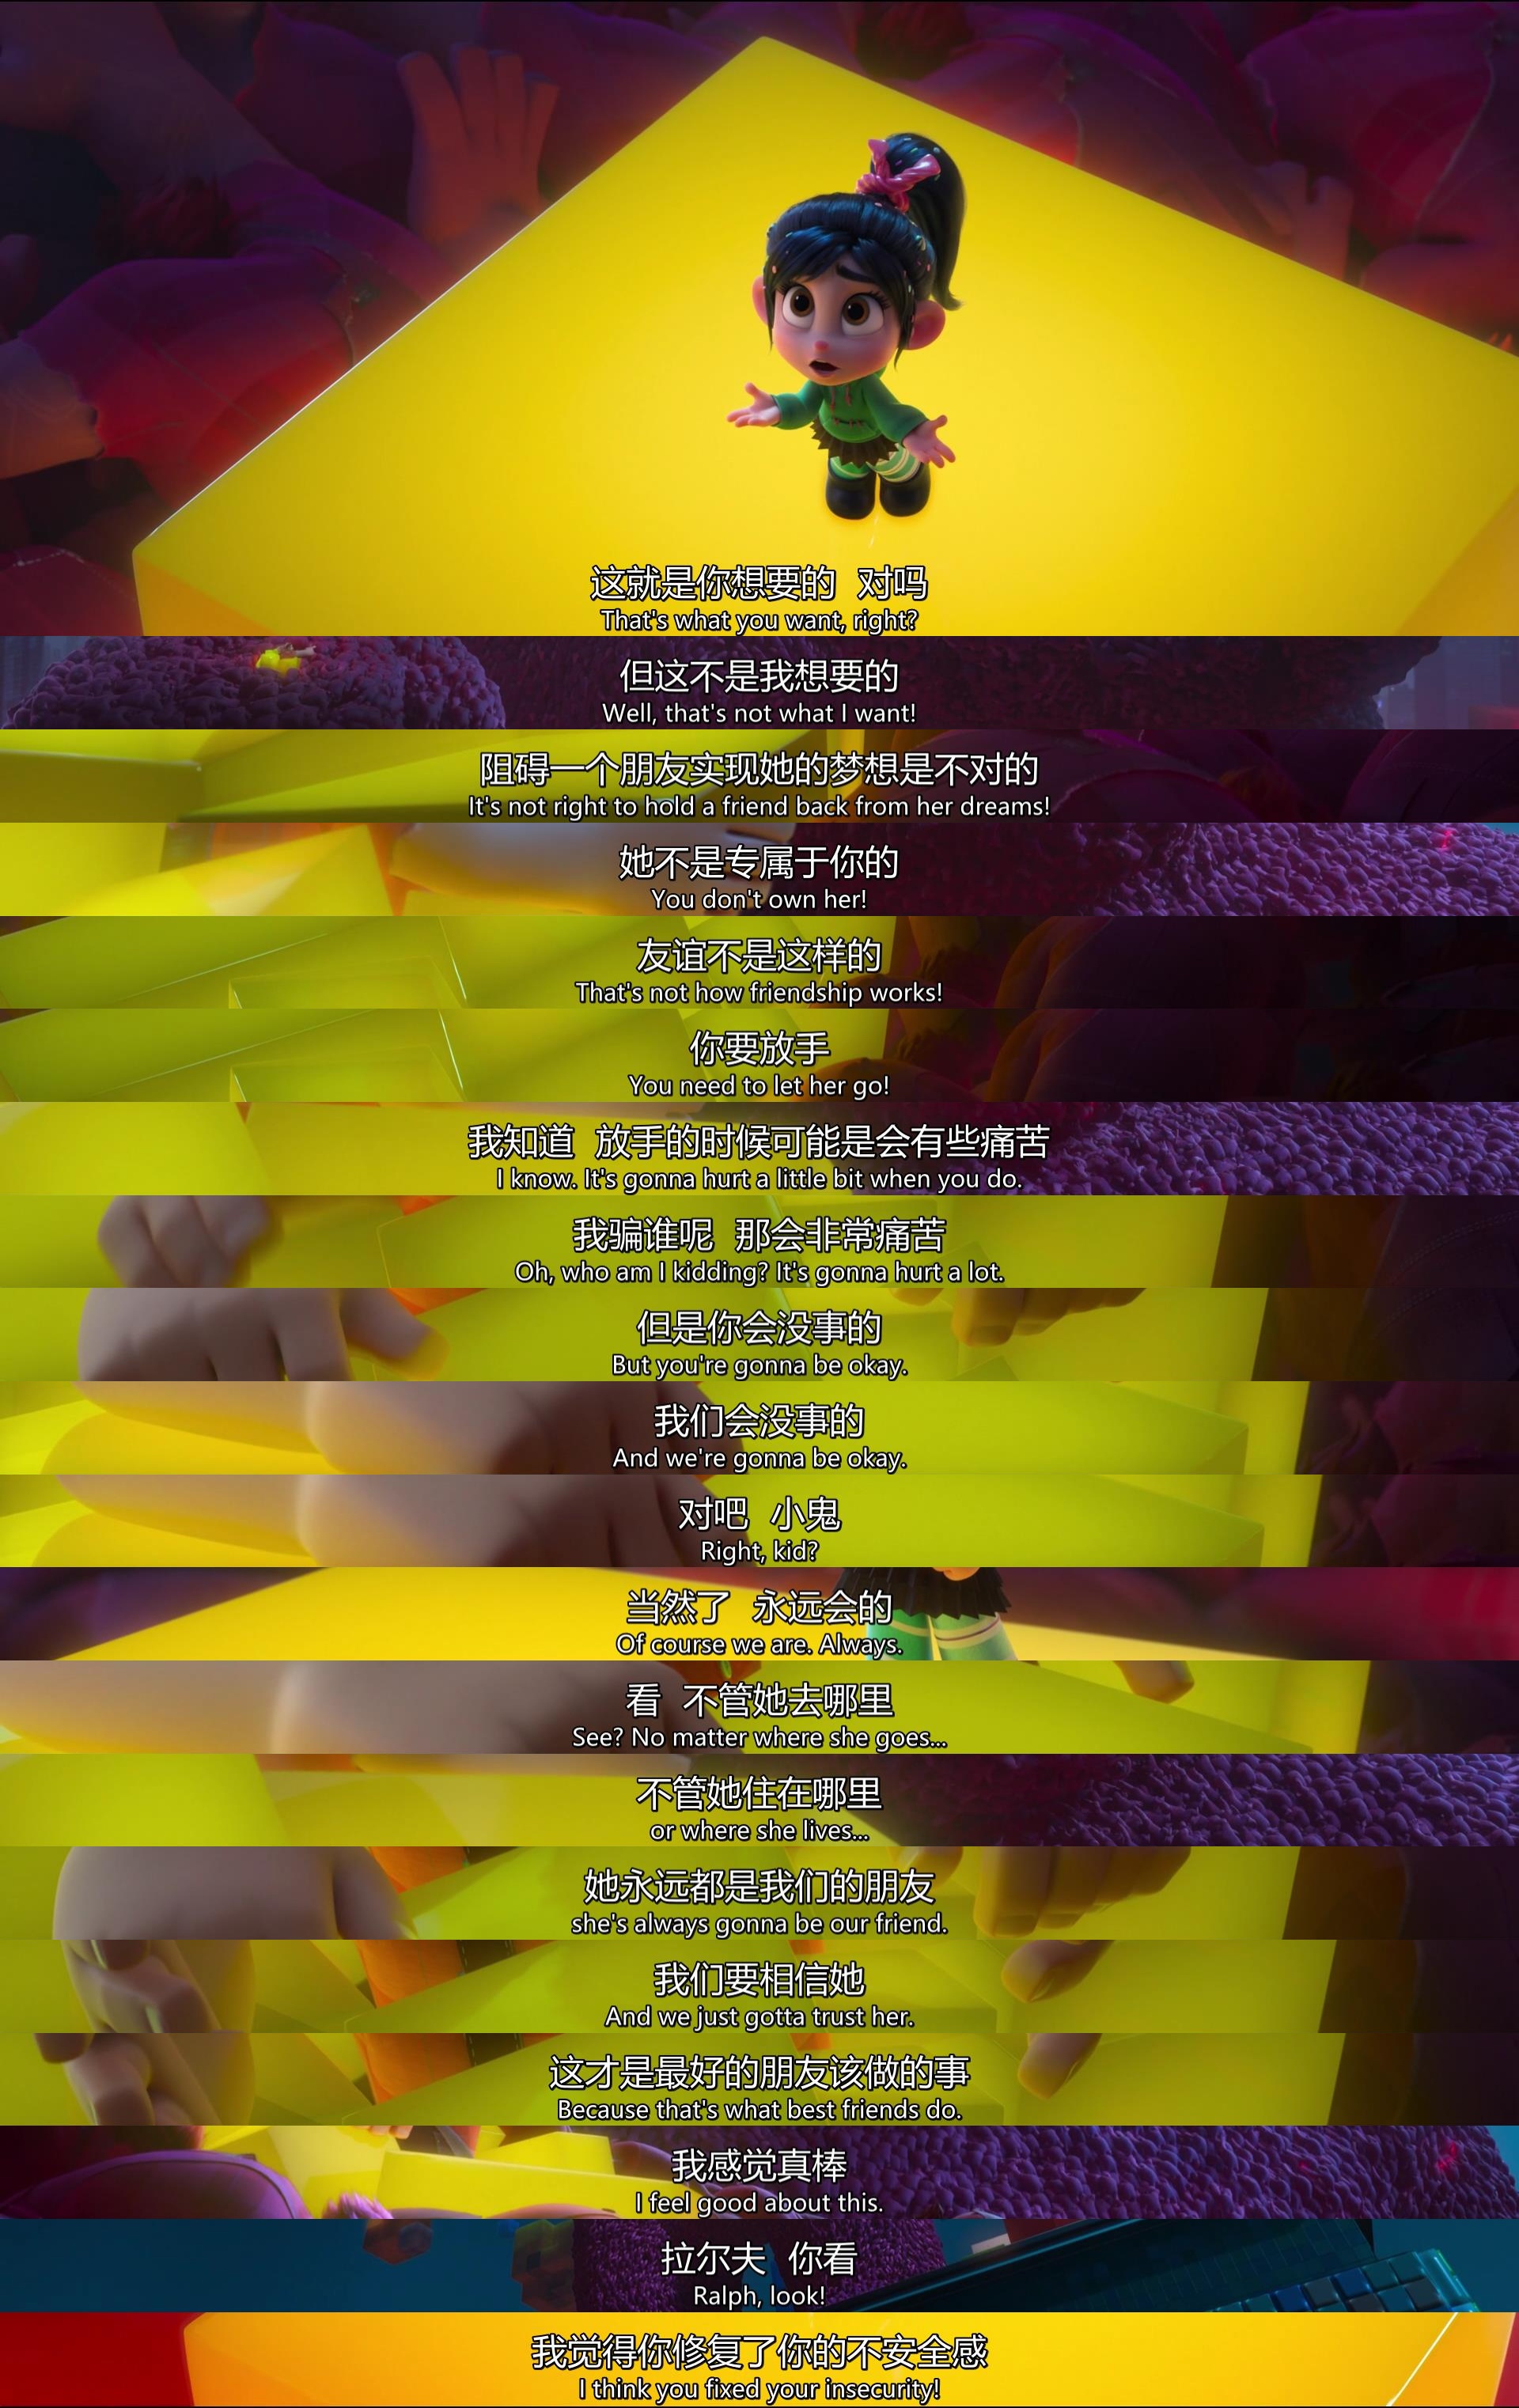 这就是你想要的 对吗
That's what you want, right?
但这不是我想要的
Well, that's not what I want!
阻碍一个朋友实现她的梦想是不对的
It's not right to hold a friend back from her dreams!
她不是专属于你的
You don't own her!
友谊不是这样的
That's not how friendship works!
你要放手
You need to let her go!
我知道 放手的时候可能是会有些痛苦
I know. It's gonna hurt a little bit when you do.
我骗谁呢 那会非常痛苦
Oh, who am I kidding? It's gonna hurt a lot.
但是你会没事的
But you're gonna be okay.
我们会没事的
And we're gonna be okay.
对吧 小鬼
Right, kid?
当然了 永远会的
Of course we are. Always.
看 不管她去哪里
See? No matter where she goes...
不管她住在哪里
or where she lives...
她永远都是我们的朋友
she's always gonna be our friend.
我们要相信她
And we just gotta trust her.
这才是最好的朋友该做的事
Because that's what best friends do.
我感觉真棒
I feel good about this.
拉尔夫 你看
Ralph, look!
我觉得你修复了你的不安全感
I think you fixed your insecurity!